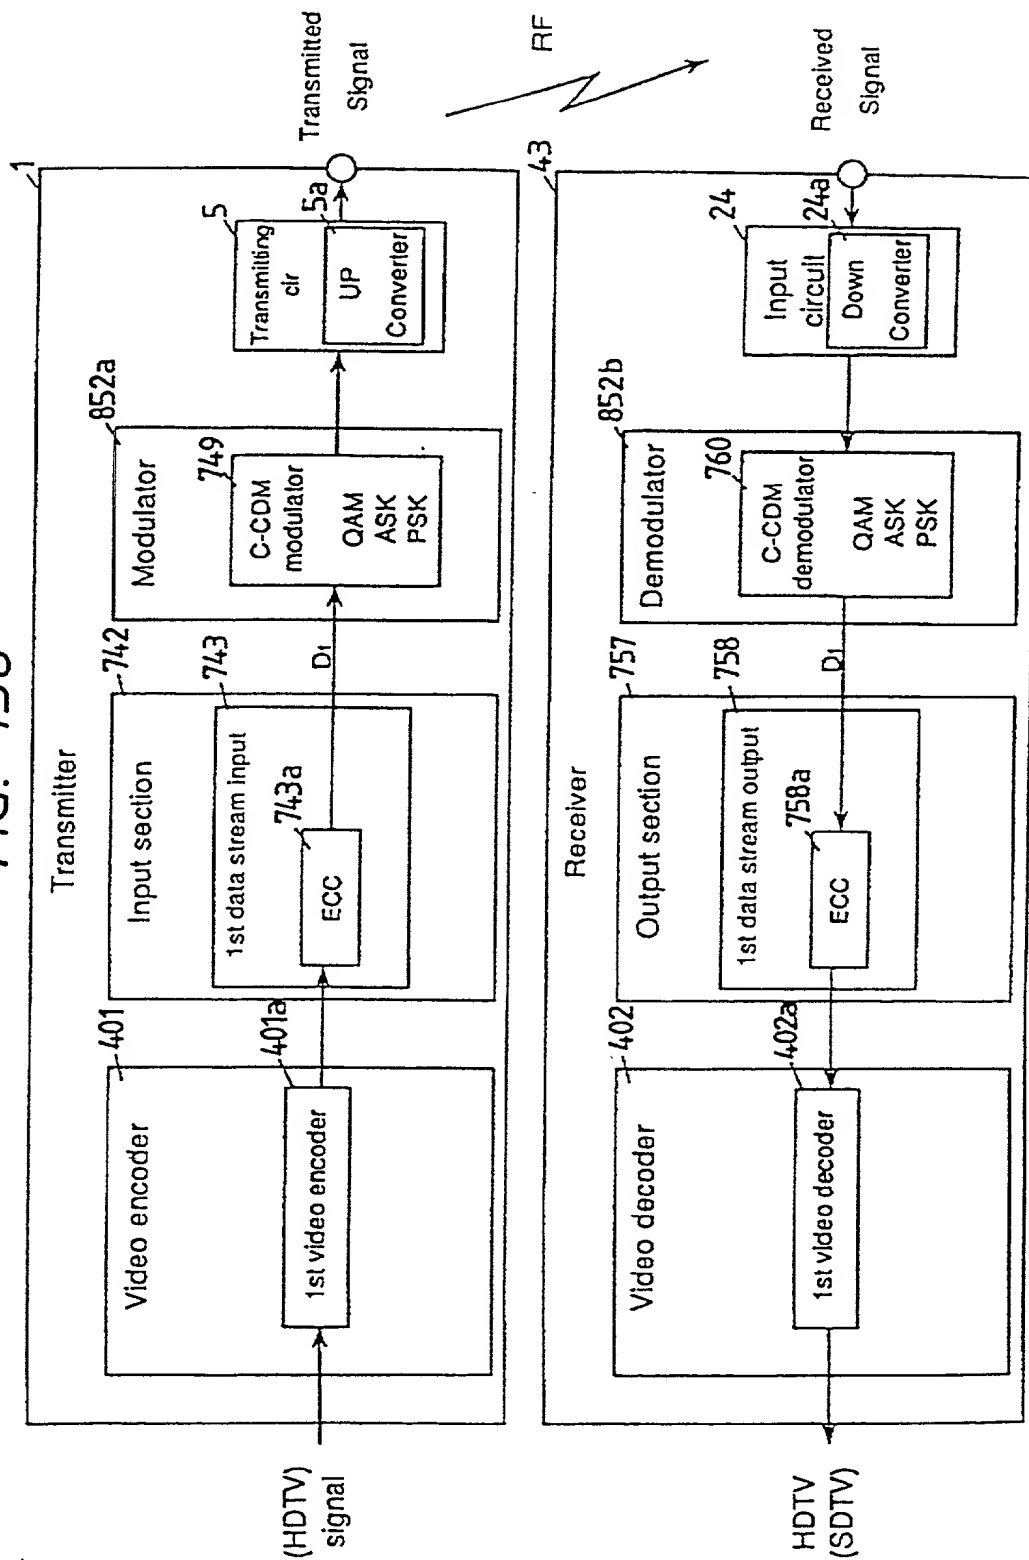 Transmitter
1
(HDTV)
signal
Video encoder
401
1st video encoder
401a
Input section
742
1st data stream input
743
ECC
743a
D1
Modulator
852a
C-CDM
modulator
749
QAM
ASK
PSK
Transmitting
cir
5
UP
Converter
5a
Transmitted
Signal
RF
Receiver
43
HDTV
(SDTV)
Video decoder
402
1st video decoder
402a
Output section
757
1st data stream output
758
ECC
758a
D1
Demodulator
852b
C-CDM
demodulator
760
QAM
ASK
PSK
Input
circuit
24
Down
Converter
24a
Received
Signal